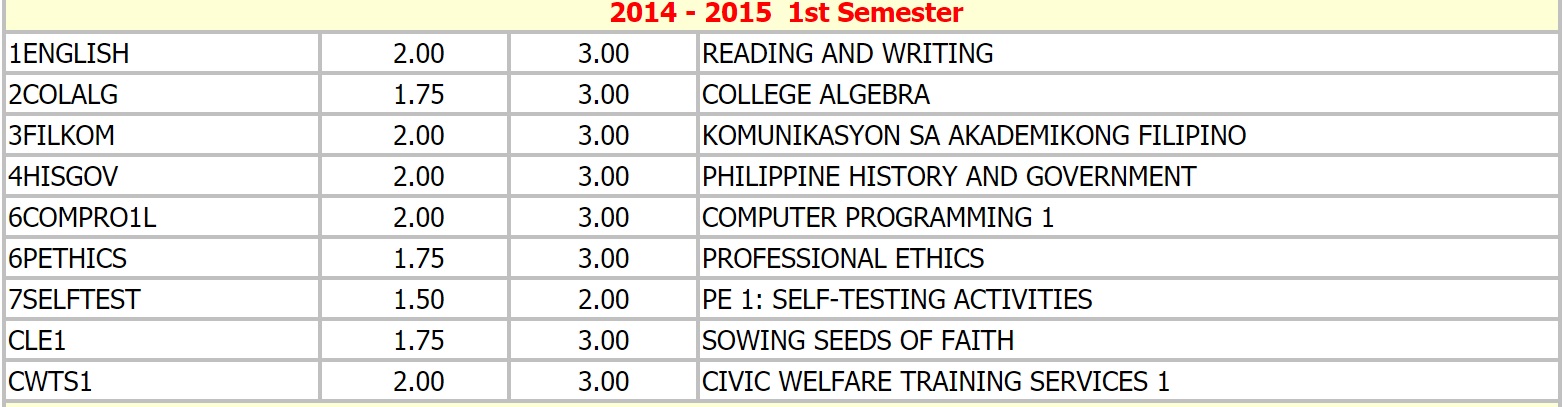 2014 - 2015 1st Semester
1ENGLISH 2.00 3.00 READING AND WRITING
2COLALG 1.75 3.00 COLLEGE ALGEBRA
3FILKOM 2.00 3.00 KOMUNIKASYON SA AKADEMIKONG FILIPINO
4HISGOV 2.00 3.00 PHILIPPINE HISTORY AND GOVERNMENT
6COMPRO1L 2.00 3.00 COMPUTER PROGRAMMING 1
6PETHICS 1.75 3.00 PROFESSIONAL ETHICS
7SELFTEST 1.50 2.00 PE 1: SELF-TESTING ACTIVITIES
CLE1 1.75 3.00 SOWING SEEDS OF FAITH
CWTS1 2.00 3.00 CIVIC WELFARE TRAINING SERVICES 1